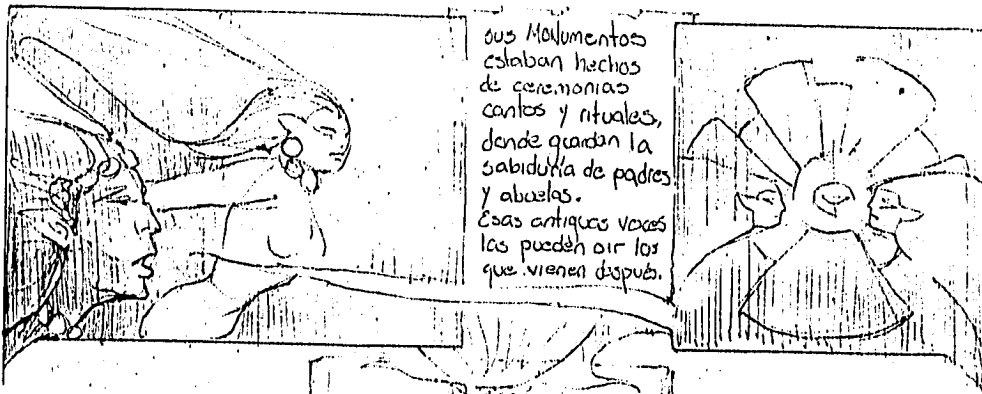 sus Monumentos
estaban hechos
de ceremonias
cantos y rituales,
donde guardan la
sabiduría de padres
y abuelas.
Esas antiguas voces
las pueden oir los
que vienen después.